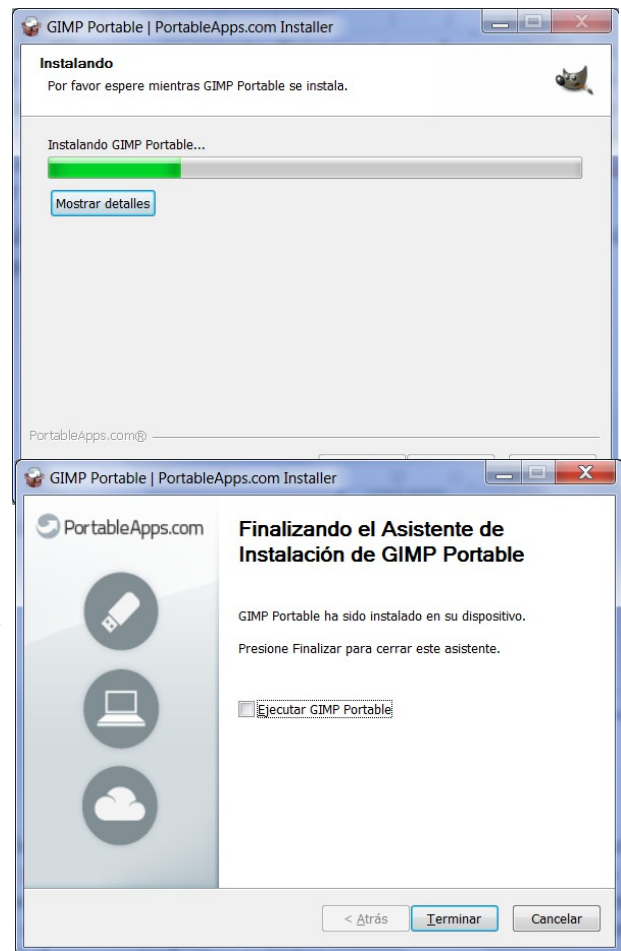 GIMP Portable | PortableApps.com Installer
Instalando
Por favor espere mientras GIMP Portable se instala.
Instalando GIMP Portable...
Mostrar detalles
PortableApps.com®
GIMP Portable | PortableApps.com Installer
PortableApps.com
Finalizando el Asistente de
Instalación de GIMP Portable
GIMP Portable ha sido instalado en su dispositivo.
Presione Finalizar para cerrar este asistente.
Ejecutar GIMP Portable
< Atrás Terminar Cancelar